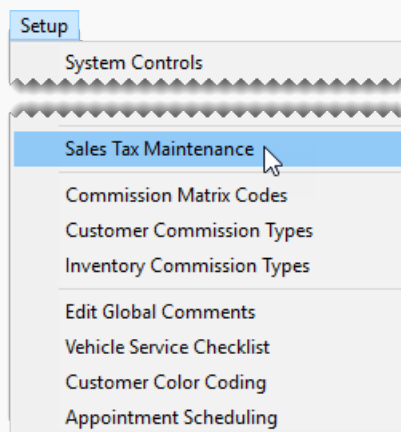 Setup
System Controls
Sales Tax Maintenance
Commission Matrix Codes
Customer Commission Types
Inventory Commission Types
Edit Global Comments
Vehicle Service Checklist
Customer Color Coding
Appointment Scheduling